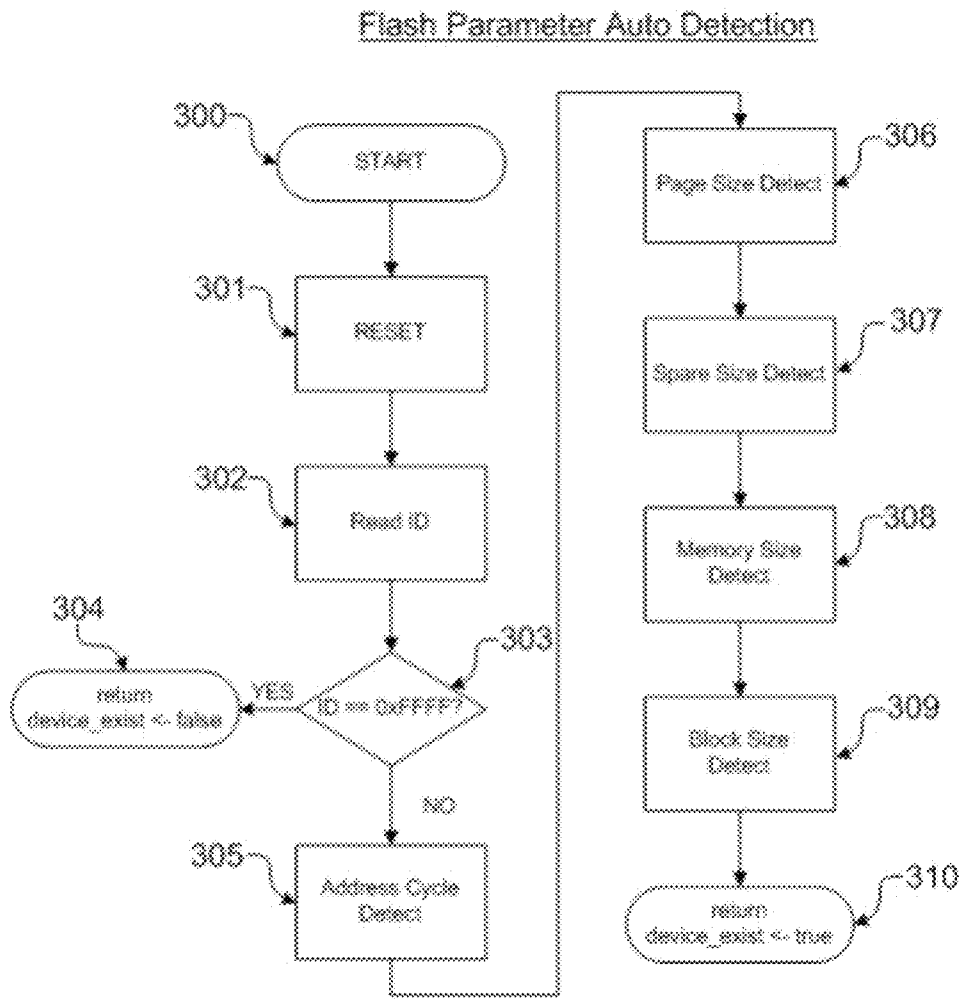 Flash Parameter Auto Detection
300
START
301
RESET
302
Read ID
303
ID == 0xFFFF?
YES
304
return
device_exist <- false
NO
305
Address Cycle
Detect
306
Page Size Detect
307
Spare Size Detect
308
Memory Size
Detect
309
Block Size
Detect
310
return
device_exist <- true